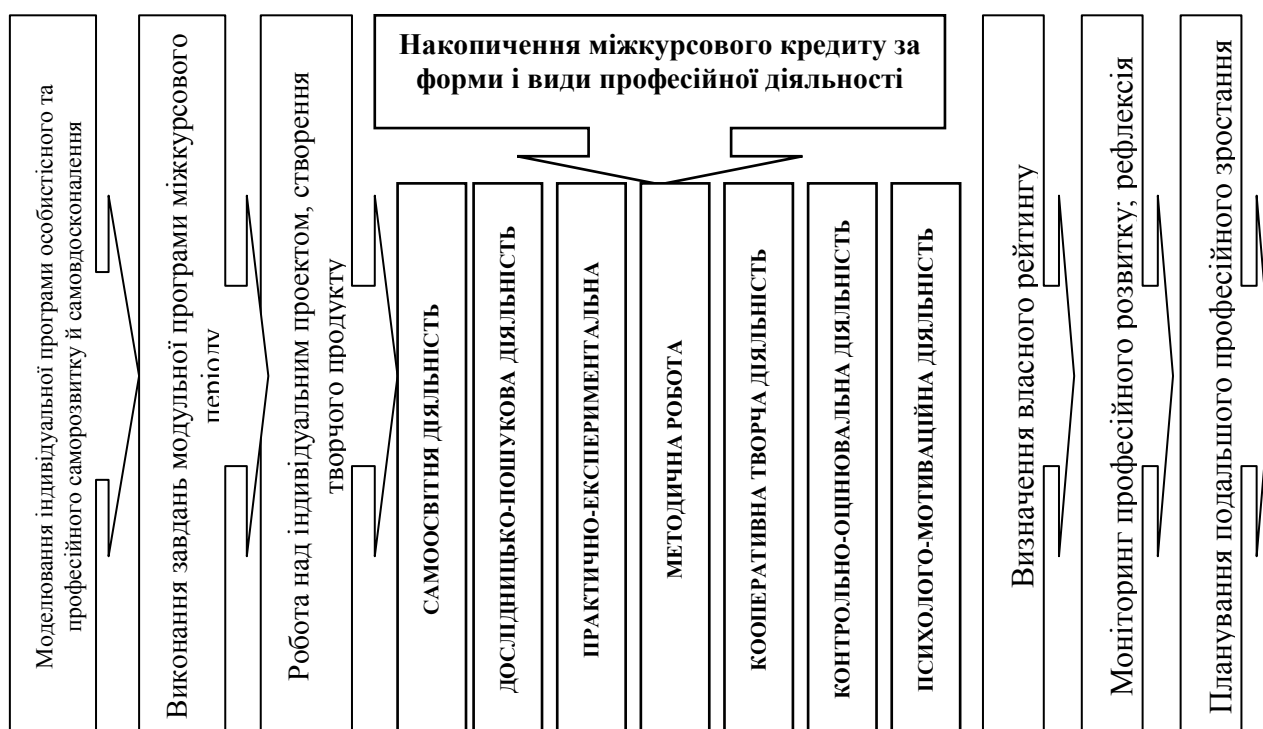 Моделювання індивідуальної програми особистісного та
професійного саморозвитку й самовдосконалення
Виконання завдань модульної програми міжкурсового
періоду
Робота над індивідуальним проектом, створення
творчого продукту
Накопичення міжкурсового кредиту за
форми і види професійної діяльності
САМООСВІТНЯ ДІЯЛЬНІСТЬ
ДОСЛІДНИЦЬКО-ПОШУКОВА ДІЯЛЬНІСТЬ
ПРАКТИЧНО-ЕКСПЕРИМЕНТАЛЬНА
МЕТОДИЧНА РОБОТА
КООПЕРАТИВНА ТВОРЧА ДІЯЛЬНІСТЬ
КОНТРОЛЬНО-ОЦІНЮВАЛЬНА ДІЯЛЬНІСТЬ
ПСИХОЛОГО-МОТИВАЦІЙНА ДІЯЛЬНІСТЬ
Визначення власного рейтингу
Моніторинг професійного розвитку; рефлексія
Планування подальшого професійного зростання